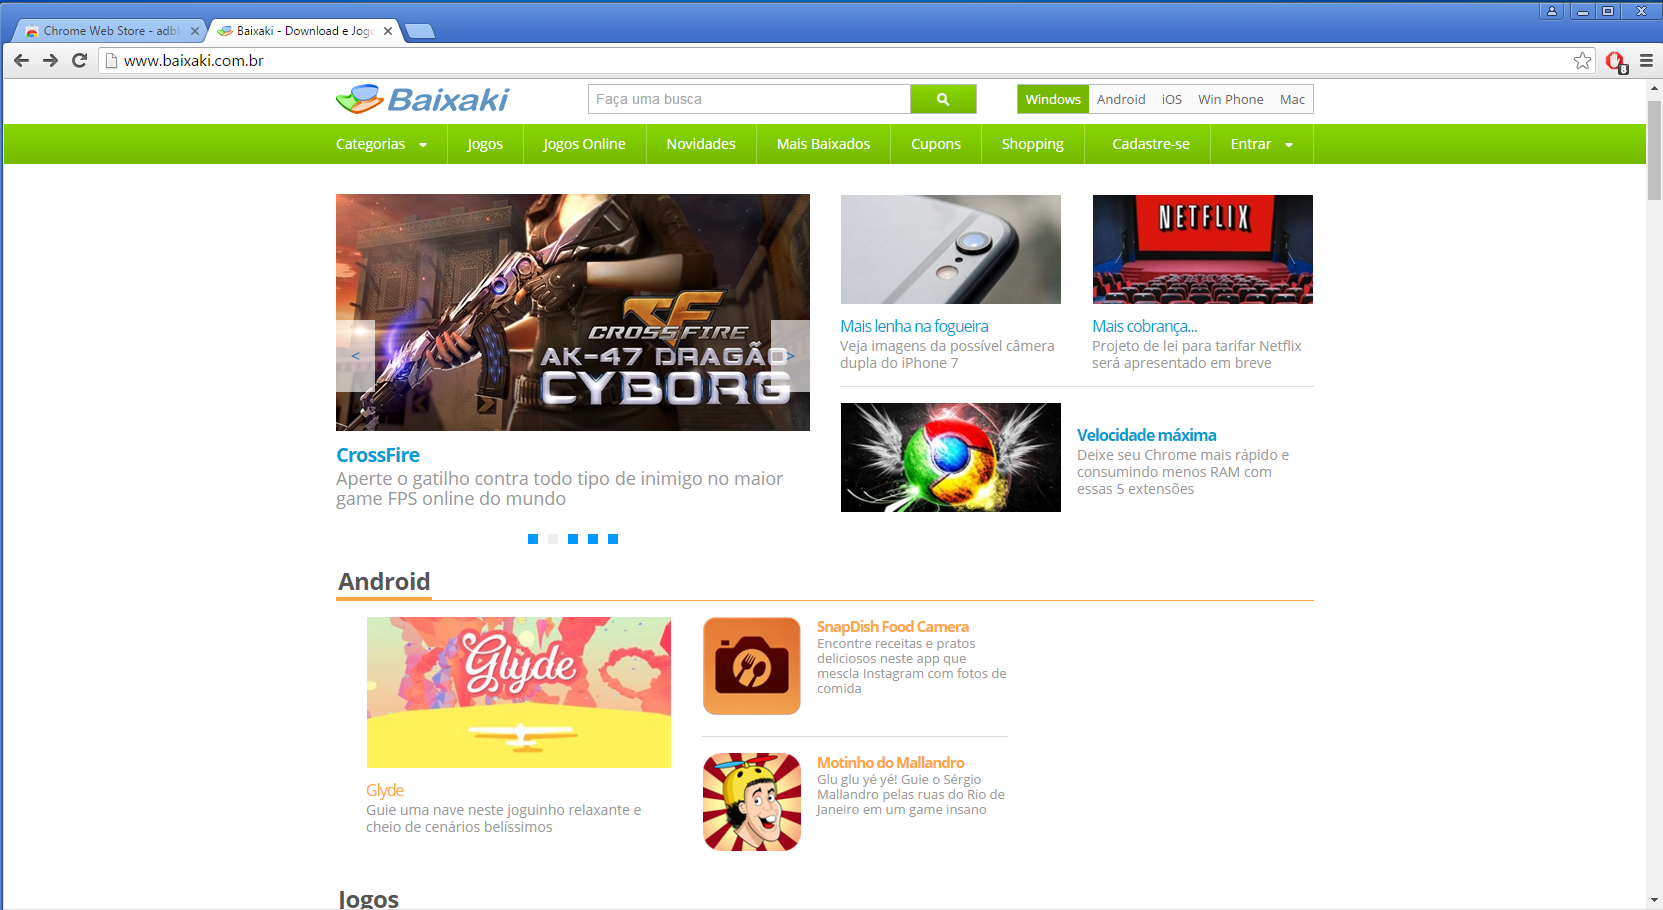 Chrome Web Store - adbl
Baixaki - Download e Jogo
www.baixaki.com.br
8
Baixaki
Faça uma busca
Windows Android iOS Win Phone Mac
Categorias Jogos Jogos Online Novidades Mais Baixados Cupons Shopping Cadastre-se Entrar
CF
CROSSFIRE
AK-47 DRAGÃO
CYBORG
< >
CrossFire
Aperte o gatilho contra todo tipo de inimigo no maior
game FPS online do mundo
Mais lenha na fogueira
Veja imagens da possível câmera
dupla do iPhone 7
NETFLIX
Mais cobrança...
Projeto de lei para tarifar Netflix
será apresentado em breve
Velocidade máxima
Deixe seu Chrome mais rápido e
consumindo menos RAM com
essas 5 extensões
Android
Glyde
Glyde
Guie uma nave neste joguinho relaxante e
cheio de cenários belíssimos
SnapDish Food Camera
Encontre receitas e pratos
deliciosos neste app que
mescla Instagram com fotos de
comida
Motinho do Mallandro
Glu glu yé yé! Guie o Sérgio
Mallandro pelas ruas do Rio de
Janeiro em um game insano
Jogos